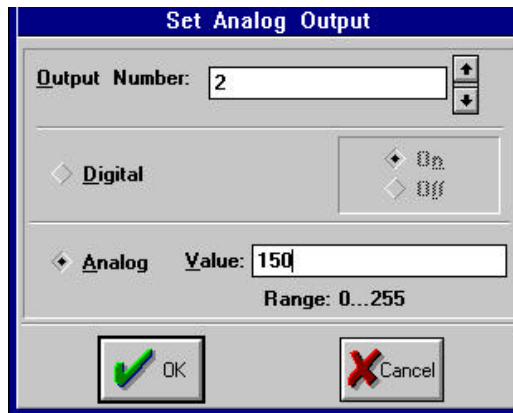 Set Analog Output
Output Number: 2
Digital
On
Off
Analog Value: 150
Range: 0...255
OK
Cancel